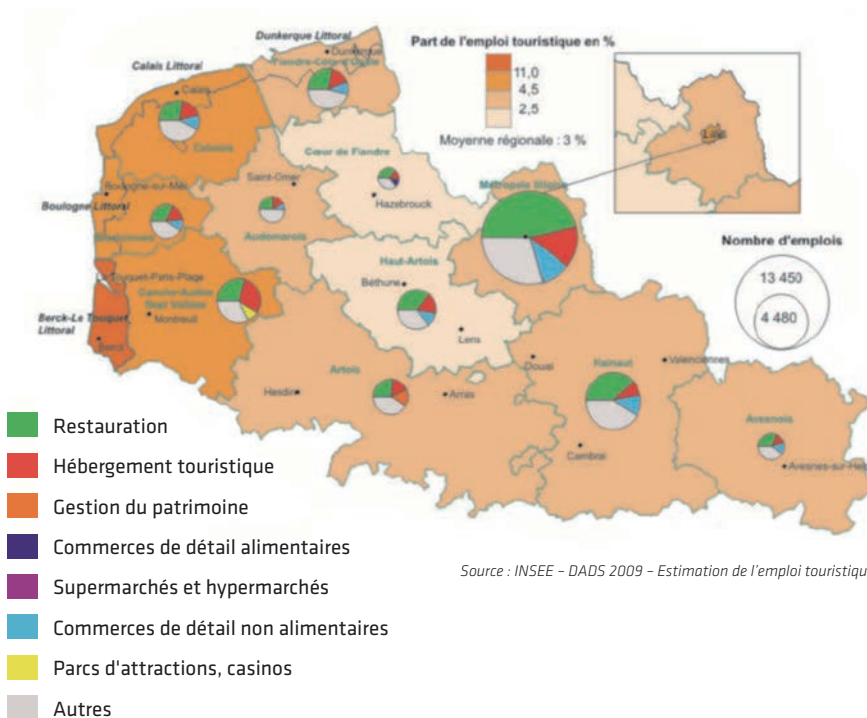 Dunkerque Littoral
Dunkerque
Part de l'emploi touristique en %
11,0
4,5
2,5
Moyenne régionale : 3 %
Calais Littoral
Calais
Calaisis
Cœur de Flandre
Lille
Saint-Omer
Hazebrouck
Métropole lilloise
Boulogne-sur-Mer
Boulogne Littoral
Audomarois
Nombre d'emplois
13 450
4 480
Haut-Artois
Le Touquet-Paris-Plage
Béthune
Berck-Le Touquet
Littoral
Montreuil
Berck
Lens
Douai
Hainaut
Valenciennes
Artois
Hesdin
Arras
Avesnois
Cambrai
Avesnes-sur-Help
Restauration
Hébergement touristique
Gestion du patrimoine
Commerces de détail alimentaires
Supermarchés et hypermarchés
Commerces de détail non alimentaires
Parcs d'attractions, casinos
Autres
Source : INSEE – DADS 2009 – Estimation de l'emploi touristiqu